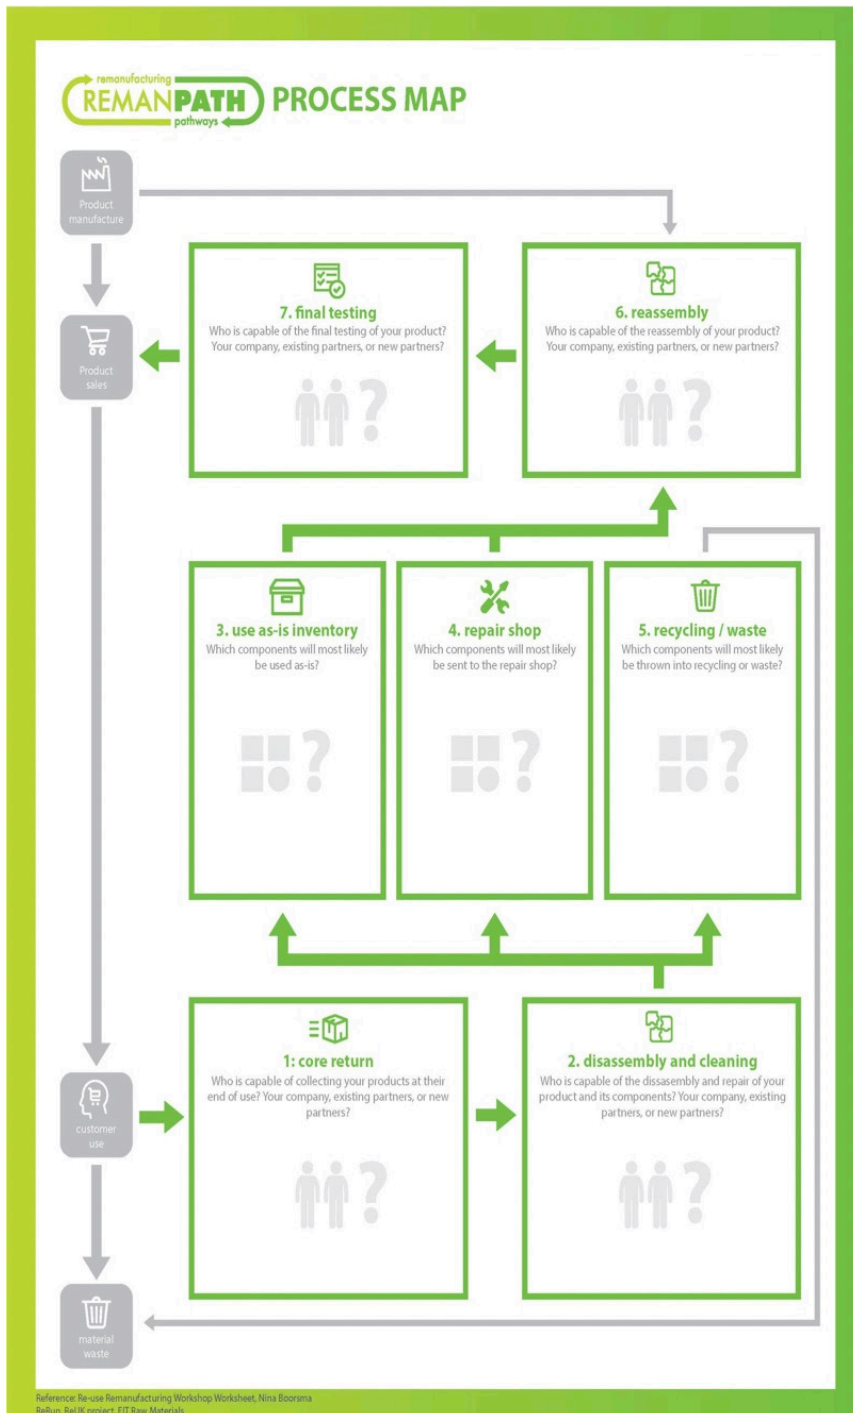 remanufacturing
REMANPATH
pathways
PROCESS MAP
Product
manufacture
7. final testing
Who is capable of the final testing of your product?
Your company, existing partners, or new partners?
?
6. reassembly
Who is capable of the reassembly of your product?
Your company, existing partners, or new partners?
?
Product
sales
3. use as-is inventory
Which components will most likely
be used as-is?
?
4. repair shop
Which components will most likely
be sent to the repair shop?
?
5. recycling / waste
Which components will most likely
be thrown into recycling or waste?
?
1: core return
Who is capable of collecting your products at their
end of use? Your company, existing partners, or new
partners?
?
2. disassembly and cleaning
Who is capable of the dissasembly and repair of your
product and its components? Your company, existing
partners, or new partners?
?
customer
use
material
waste
Reference: Re-use Remanufacturing Workshop Worksheet, Nina Boorsma
ReRun, ReUK project, EIT Raw Materials